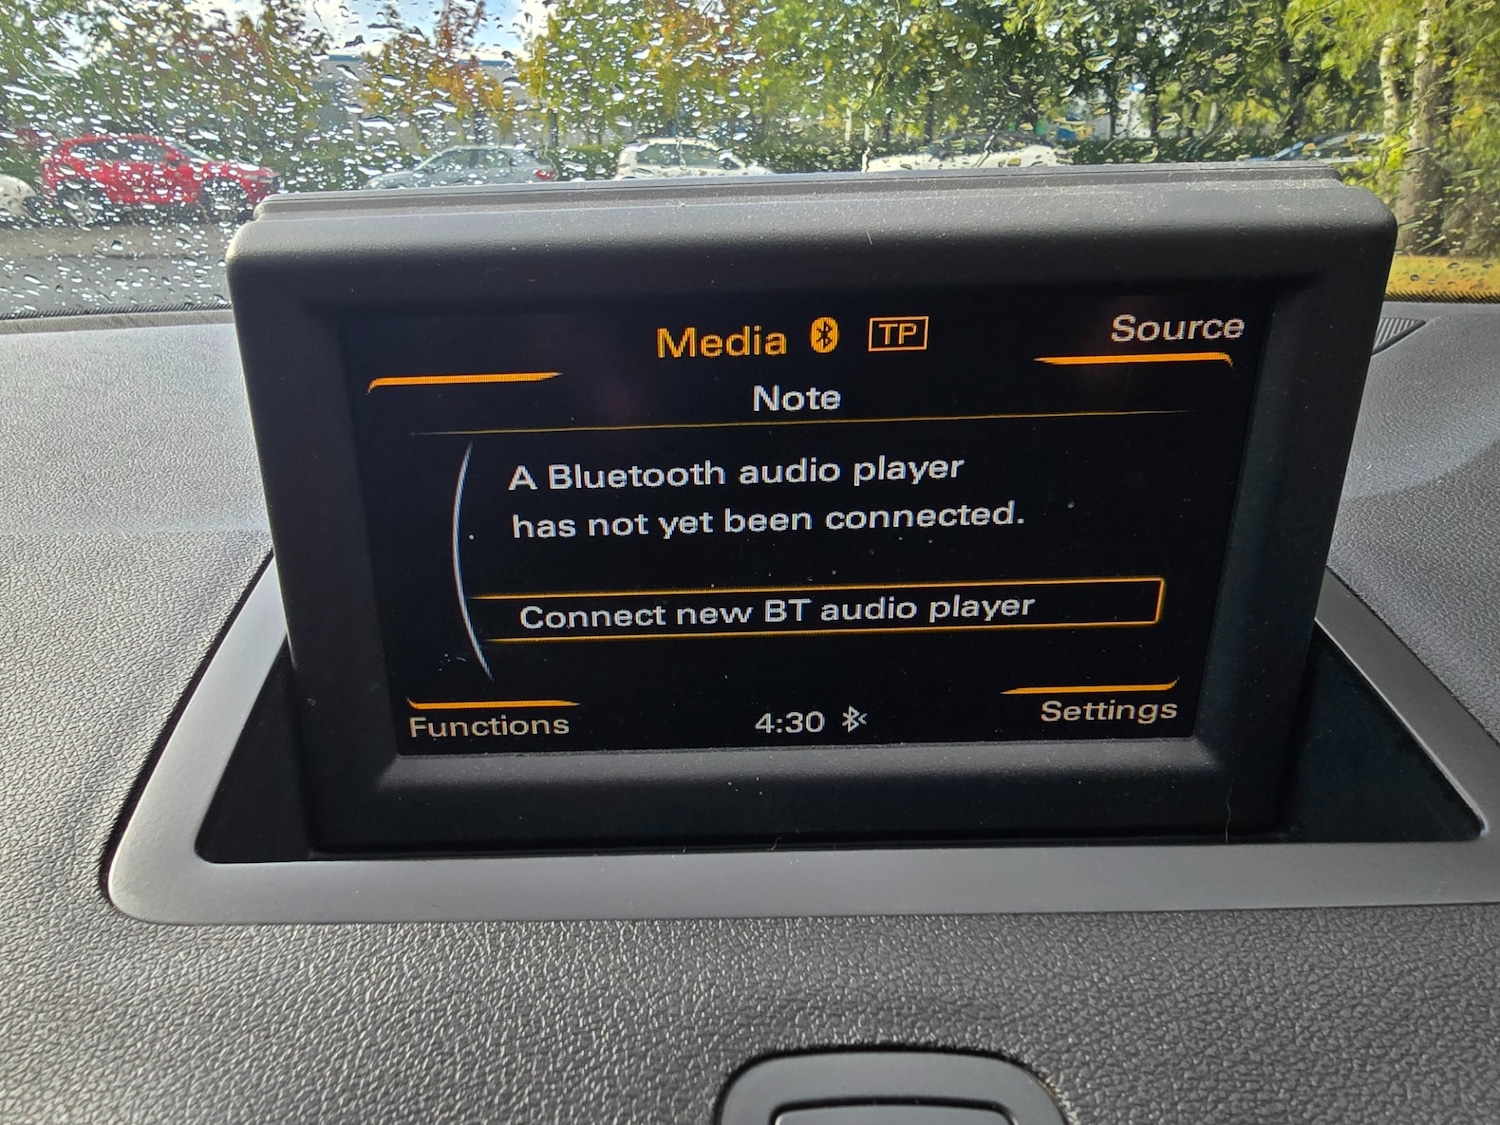 Media TP
Source
Note
A Bluetooth audio player
has not yet been connected.
Connect new BT audio player
Functions
4:30
Settings